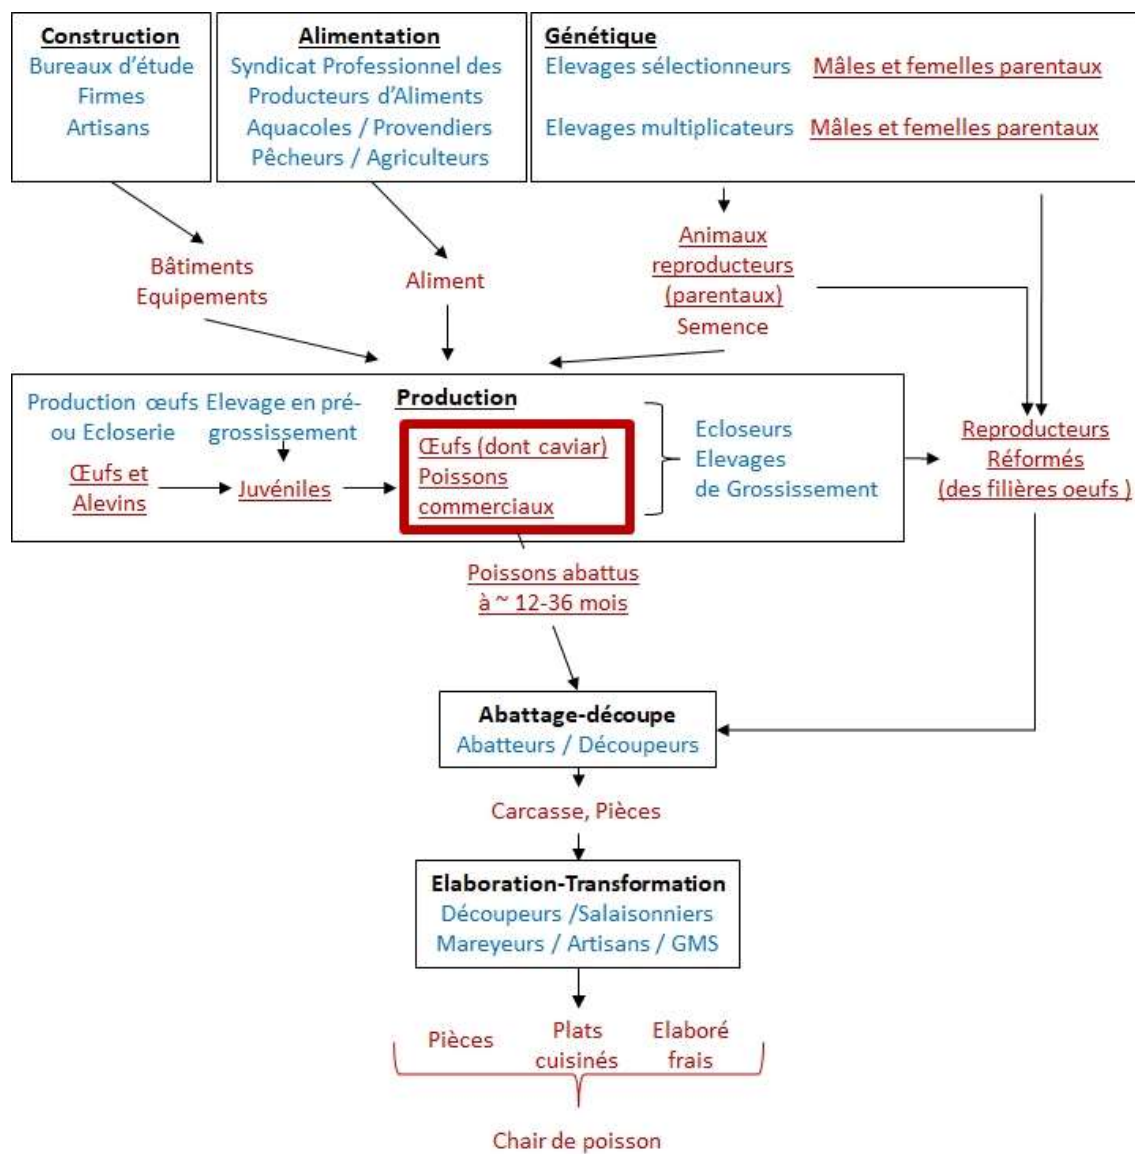 Construction
Bureaux d'étude
Firmes
Artisans
Alimentation
Syndicat Professionnel des
Producteurs d'Aliments
Aquacoles / Provendiers
Pêcheurs / Agriculteurs
Génétique
Elevages sélectionneurs Mâles et femelles parentaux
Elevages multiplicateurs Mâles et femelles parentaux
Bâtiments
Equipements
Aliment
Animaux
reproducteurs
(parentaux)
Semence
Production
Production œufs
ou Ecloserie
Elevage en pré-
grossissement
Œufs et
Alevins
Juvéniles
Œufs (dont caviar)
Poissons
commerciaux
Ecloseurs
Elevages
de Grossissement
Reproducteurs
Réformés
(des filières oeufs )
Poissons abattus
à ~ 12-36 mois
Abattage-découpe
Abatteurs / Découpeurs
Carcasse, Pièces
Elaboration-Transformation
Découpeurs /Salaisonniers
Mareyeurs / Artisans / GMS
Pièces
Plats
cuisinés
Elaboré
frais
Chair de poisson